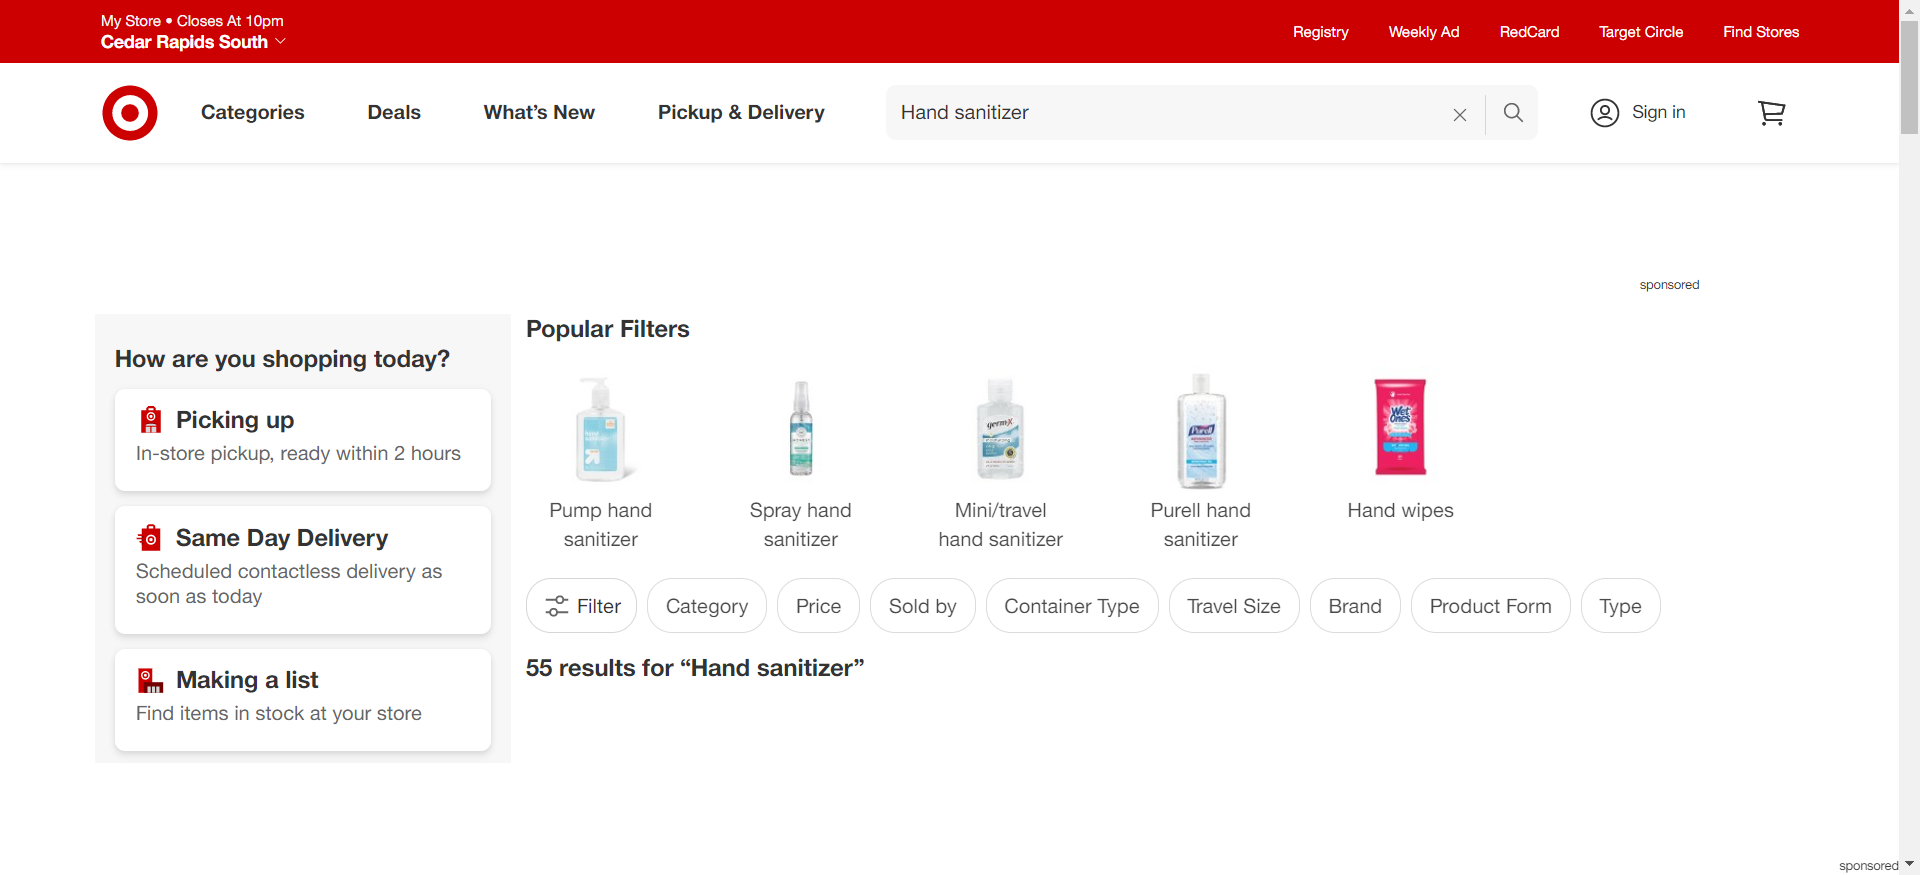 My Store • Closes At 10pm
Cedar Rapids South
Registry
Weekly Ad
RedCard
Target Circle
Find Stores
Categories
Deals
What’s New
Pickup & Delivery
Hand sanitizer
Sign in
sponsored
How are you shopping today?
Picking up
In-store pickup, ready within 2 hours
Same Day Delivery
Scheduled contactless delivery as
soon as today
Making a list
Find items in stock at your store
Popular Filters
germ-x
Purell
Wet
Ones
Pump hand
sanitizer
Spray hand
sanitizer
Mini/travel
hand sanitizer
Purell hand
sanitizer
Hand wipes
Filter
Category
Price
Sold by
Container Type
Travel Size
Brand
Product Form
Type
55 results for “Hand sanitizer”
sponsored